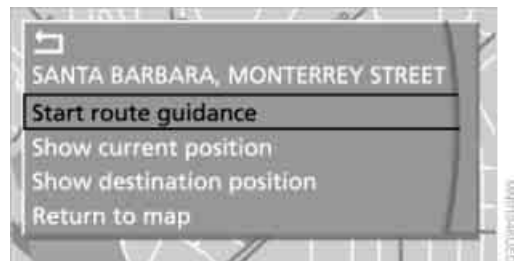 SANTA BARBARA, MONTERREY STREET
Start route guidance
Show current position
Show destination position
Return to map